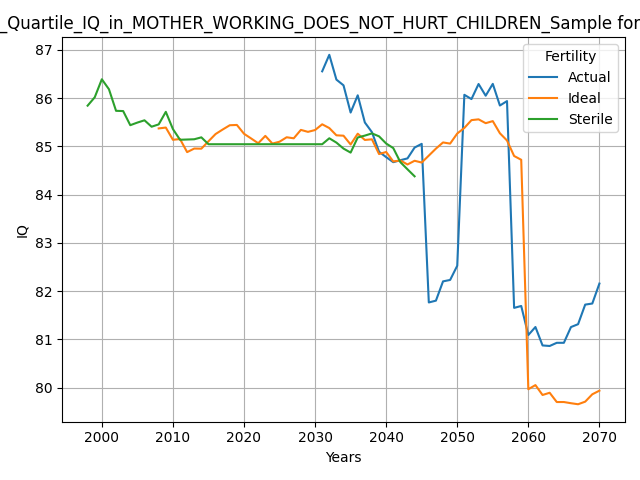 _Quartile_IQ_in_MOTHER_WORKING_DOES_NOT_HURT_CHILDREN_Sample for
87
86
85
84
83
82
81
80
IQ
Fertility
Actual
Ideal
Sterile
2000 2010 2020 2030 2040 2050 2060 2070
Years